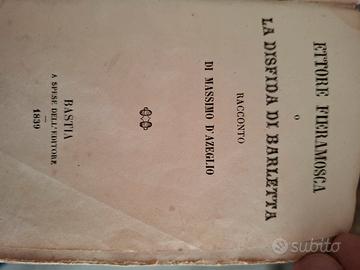 ETTORE FIERAMOSCA
O
LA DISFIDA DI BARLETTA
RACCONTO
DI MASSIMO D'AZEGLIO
BASTIA
A SPESE DELL'EDITORE
1839
subito